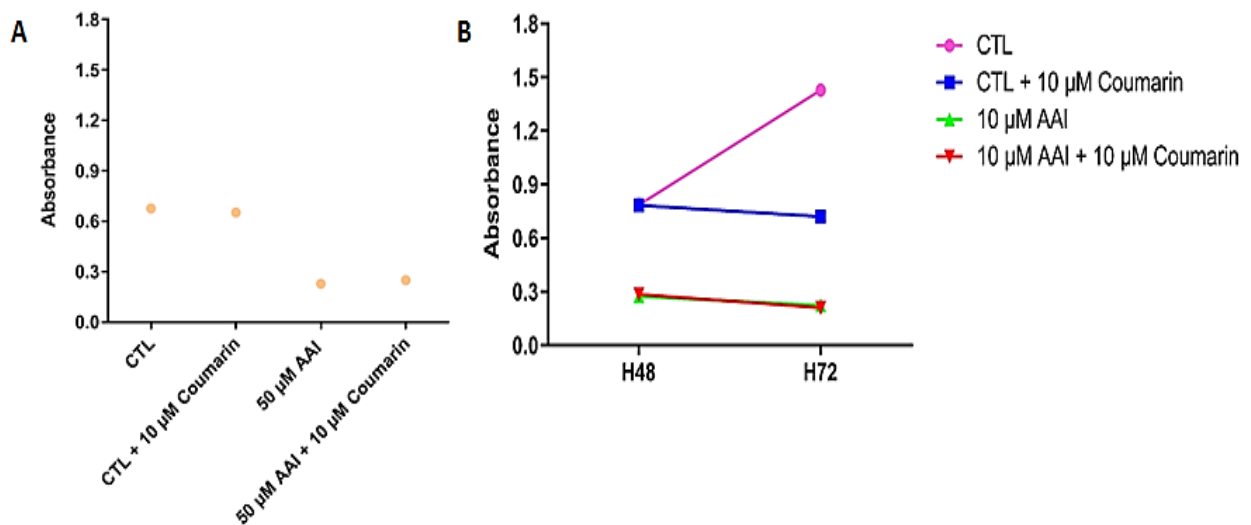 A
1.8
1.5
1.2
0.9
0.6
0.3
0.0
Absorbance
CTL
CTL + 10 µM Coumarin
50 µM AAI
50 µM AAI + 10 µM Coumarin
B
1.8
1.5
1.2
0.9
0.6
0.3
0.0
Absorbance
H48
H72
CTL
CTL + 10 µM Coumarin
10 µM AAI
10 µM AAI + 10 µM Coumarin